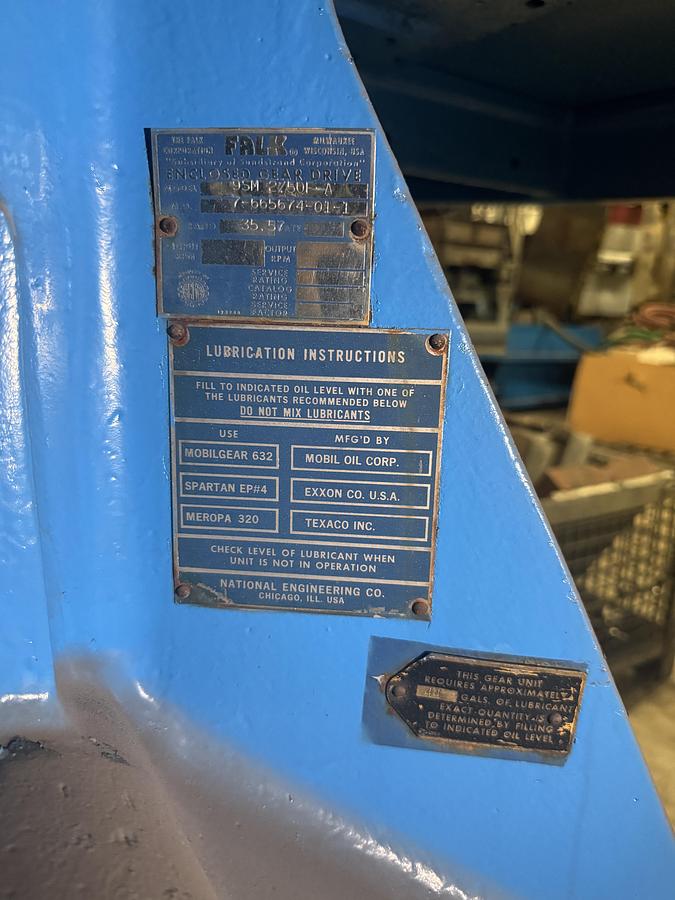 THE FALK CORPORATION
FALK
MILWAUKEE WISCONSIN, USA
"Subsidiary of Sundstrand Corporation"
ENCLOSED GEAR DRIVE
MODEL
M.O. 7-665674-01-1
RATIO 35.57 DATE
INPUT RPM
OUTPUT RPM
SERVICE RATING
CATALOG RATING
SERVICE FACTOR
LUBRICATION INSTRUCTIONS
FILL TO INDICATED OIL LEVEL WITH ONE OF
THE LUBRICANTS RECOMMENDED BELOW
DO NOT MIX LUBRICANTS
USE MFG'D BY
MOBILGEAR 632 MOBIL OIL CORP.
SPARTAN EP#4 EXXON CO. U.S.A.
MEROPA 320 TEXACO INC.
CHECK LEVEL OF LUBRICANT WHEN
UNIT IS NOT IN OPERATION
NATIONAL ENGINEERING CO.
CHICAGO, ILL. USA
THIS GEAR UNIT
REQUIRES APPROXIMATELY
GALS. OF LUBRICANT
EXACT QUANTITY IS
DETERMINED BY FILLING
TO INDICATED OIL LEVEL